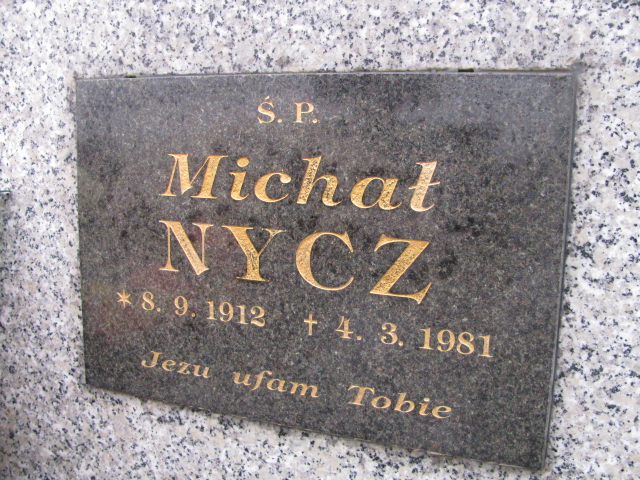 Ś. P.
Michał
NYCZ
* 8. 9. 1912 † 4. 3. 1981
Jezu ufam Tobie